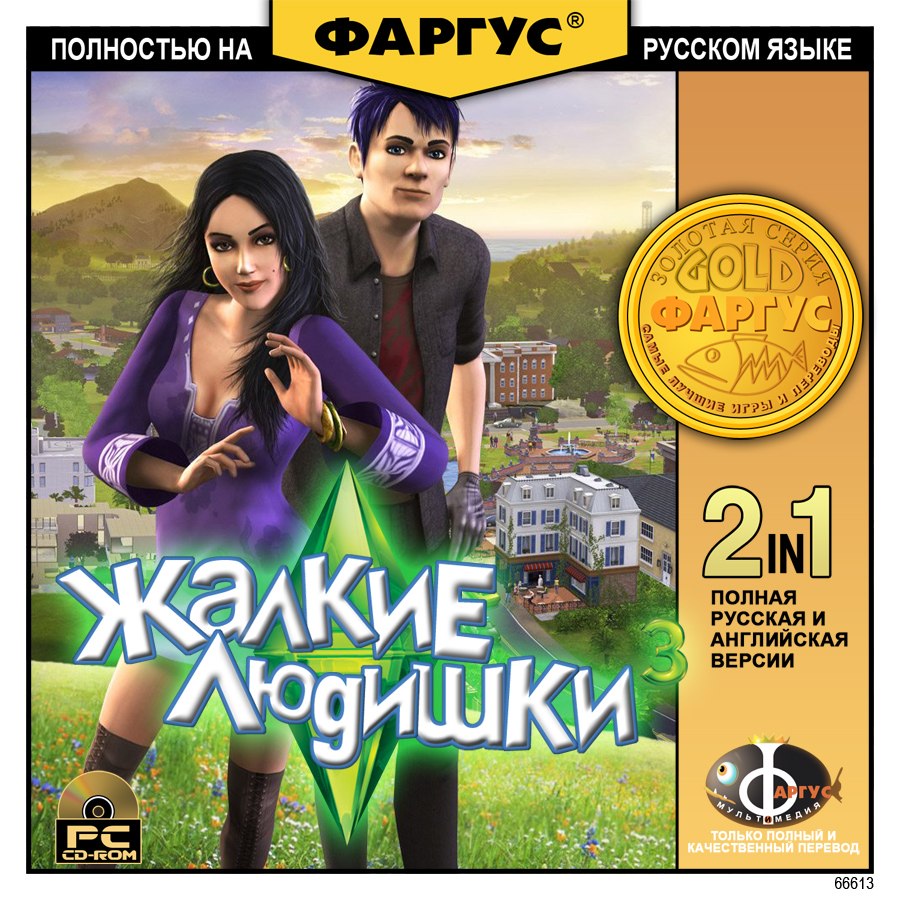 ПОЛНОСТЬЮ НА ФАРГУС® РУССКОМ ЯЗЫКЕ
ЗОЛОТАЯ СЕРИЯ
GOLD
ФАРГУС
САМЫЕ ЛУЧШИЕ ИГРЫ И ПЕРЕВОДЫ
2IN1
ПОЛНАЯ
РУССКАЯ И
АНГЛИЙСКАЯ
ВЕРСИИ
ЖАЛКИЕ
ЛЮДИШКИ 3
PC
CD-ROM
ФАРГУС
МУЛЬТИМЕДИЯ
ТОЛЬКО ПОЛНЫЙ И
КАЧЕСТВЕННЫЙ ПЕРЕВОД
66613